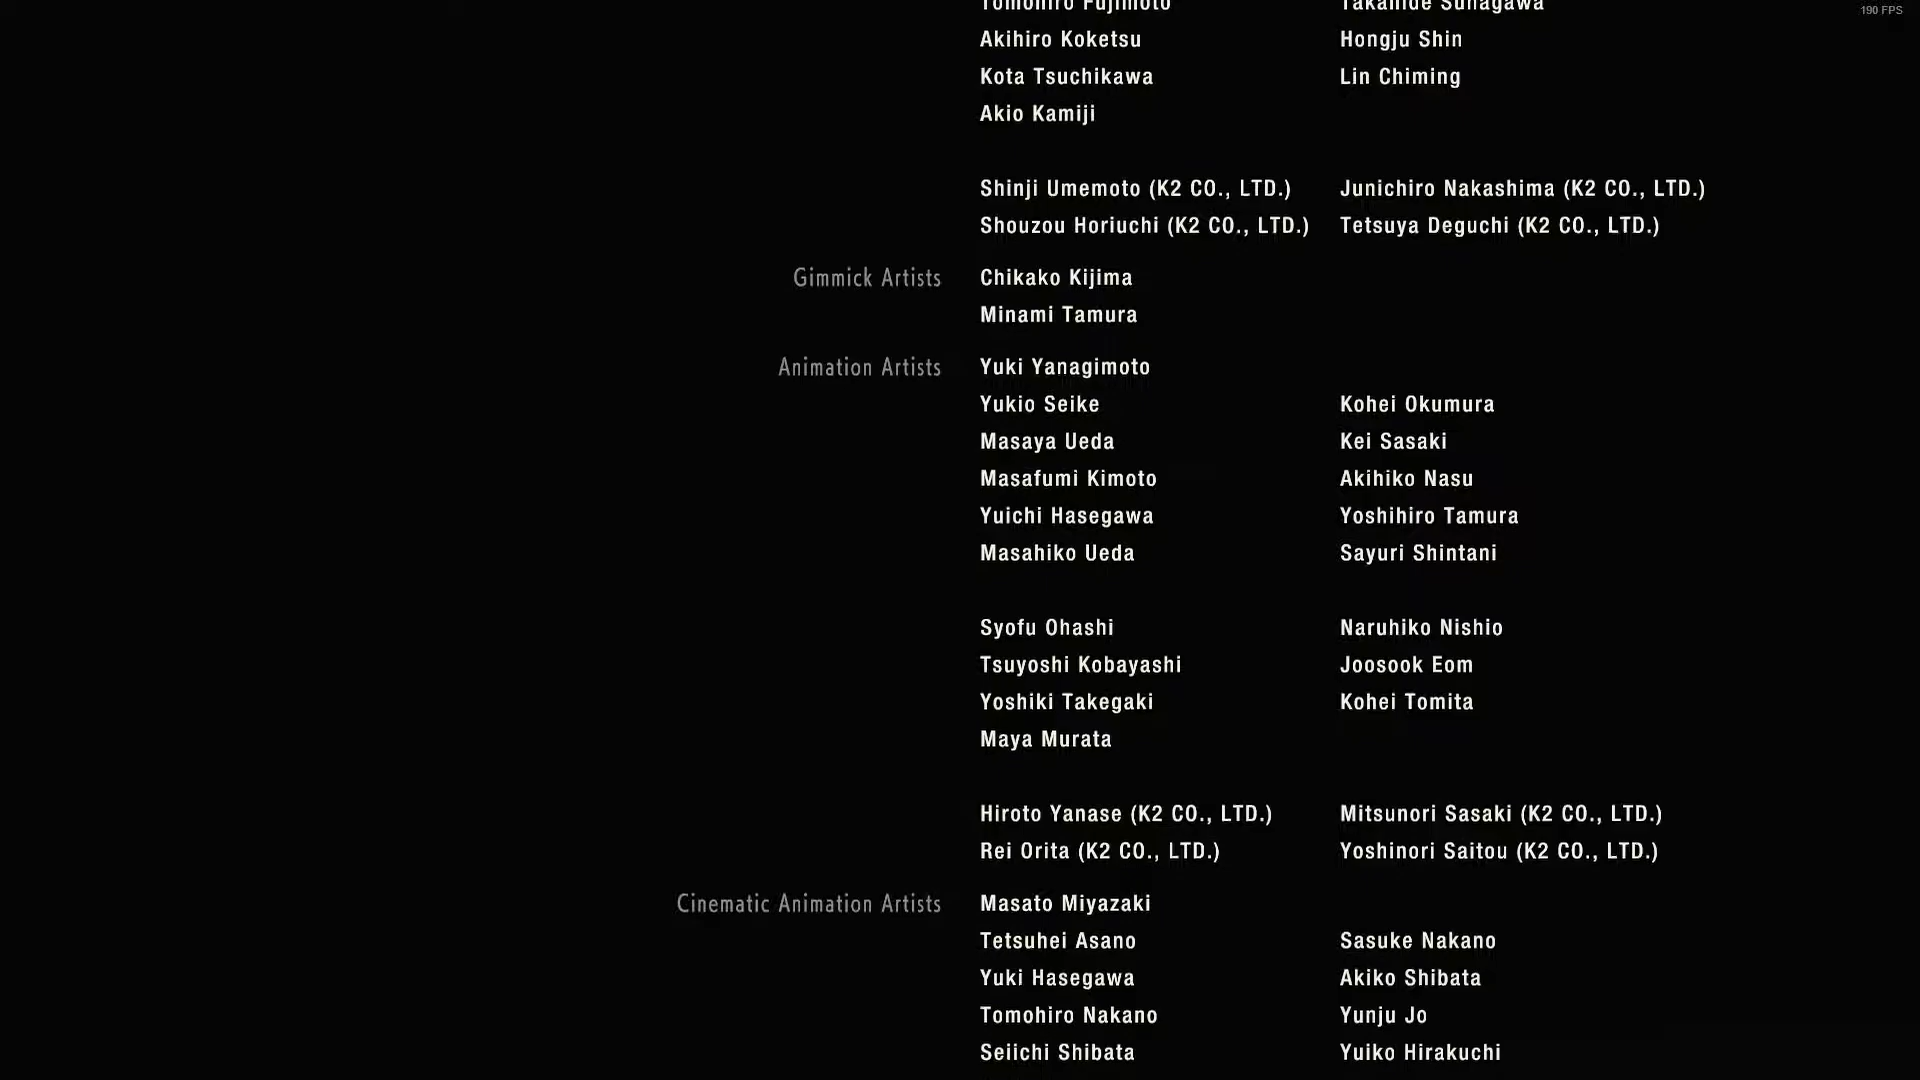 190 FPS
Tomohiro Fujimoto Takahide Sunagawa
Akihiro Koketsu Hongju Shin
Kota Tsuchikawa Lin Chiming
Akio Kamiji
Shinji Umemoto (K2 CO., LTD.) Junichiro Nakashima (K2 CO., LTD.)
Shouzou Horiuchi (K2 CO., LTD.) Tetsuya Deguchi (K2 CO., LTD.)
Gimmick Artists Chikako Kijima
Minami Tamura
Animation Artists Yuki Yanagimoto
Yukio Seike Kohei Okumura
Masaya Ueda Kei Sasaki
Masafumi Kimoto Akihiko Nasu
Yuichi Hasegawa Yoshihiro Tamura
Masahiko Ueda Sayuri Shintani
Syofu Ohashi Naruhiko Nishio
Tsuyoshi Kobayashi Joosook Eom
Yoshiki Takegaki Kohei Tomita
Maya Murata
Hiroto Yanase (K2 CO., LTD.) Mitsunori Sasaki (K2 CO., LTD.)
Rei Orita (K2 CO., LTD.) Yoshinori Saitou (K2 CO., LTD.)
Cinematic Animation Artists Masato Miyazaki
Tetsuhei Asano Sasuke Nakano
Yuki Hasegawa Akiko Shibata
Tomohiro Nakano Yunju Jo
Seiichi Shibata Yuiko Hirakuchi